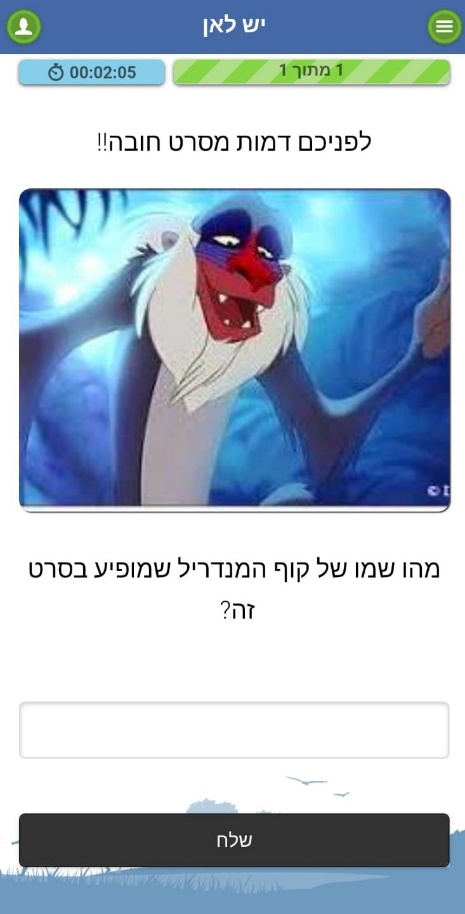 יש לאן
00:02:05
1 מתוך 1
לפניכם דמות מסרט חובה!!
©
מהו שמו של קוף המנדריל שמופיע בסרט
זה?
שלח